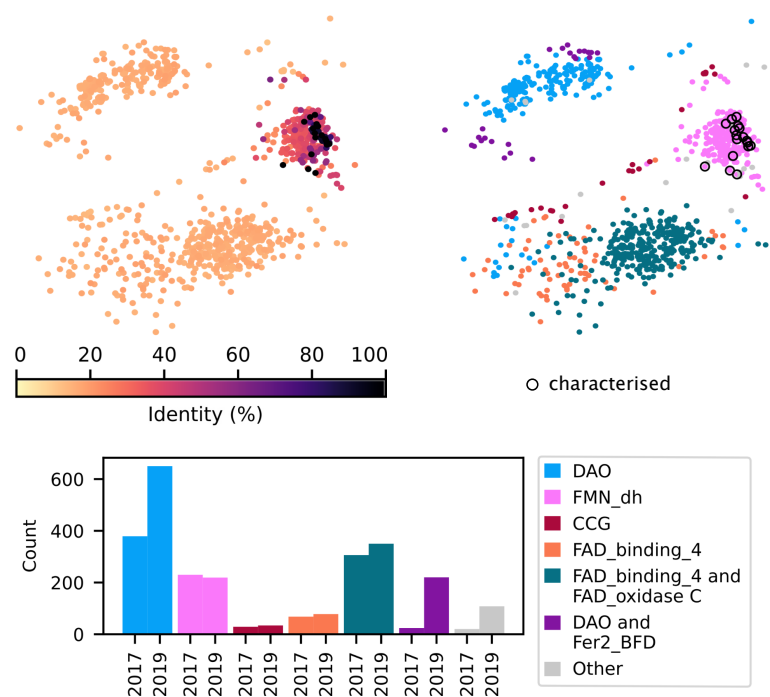 0 20 40 60 80 100
Identity (%)
characterised
600
400
200
0
Count
2017 2019 2017 2019 2017 2019 2017 2019 2017 2019 2017 2019 2017 2019
DAO
FMN_dh
CCG
FAD_binding_4
FAD_binding_4 and
FAD_oxidase C
DAO and
Fer2_BFD
Other